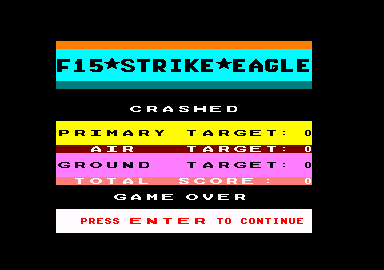 F15★STRIKE★EAGLE
CRASHED
PRIMARY TARGET: 0
AIR TARGET: 0
GROUND TARGET: 0
TOTAL SCORE : 0
GAME OVER
PRESS ENTER TO CONTINUE